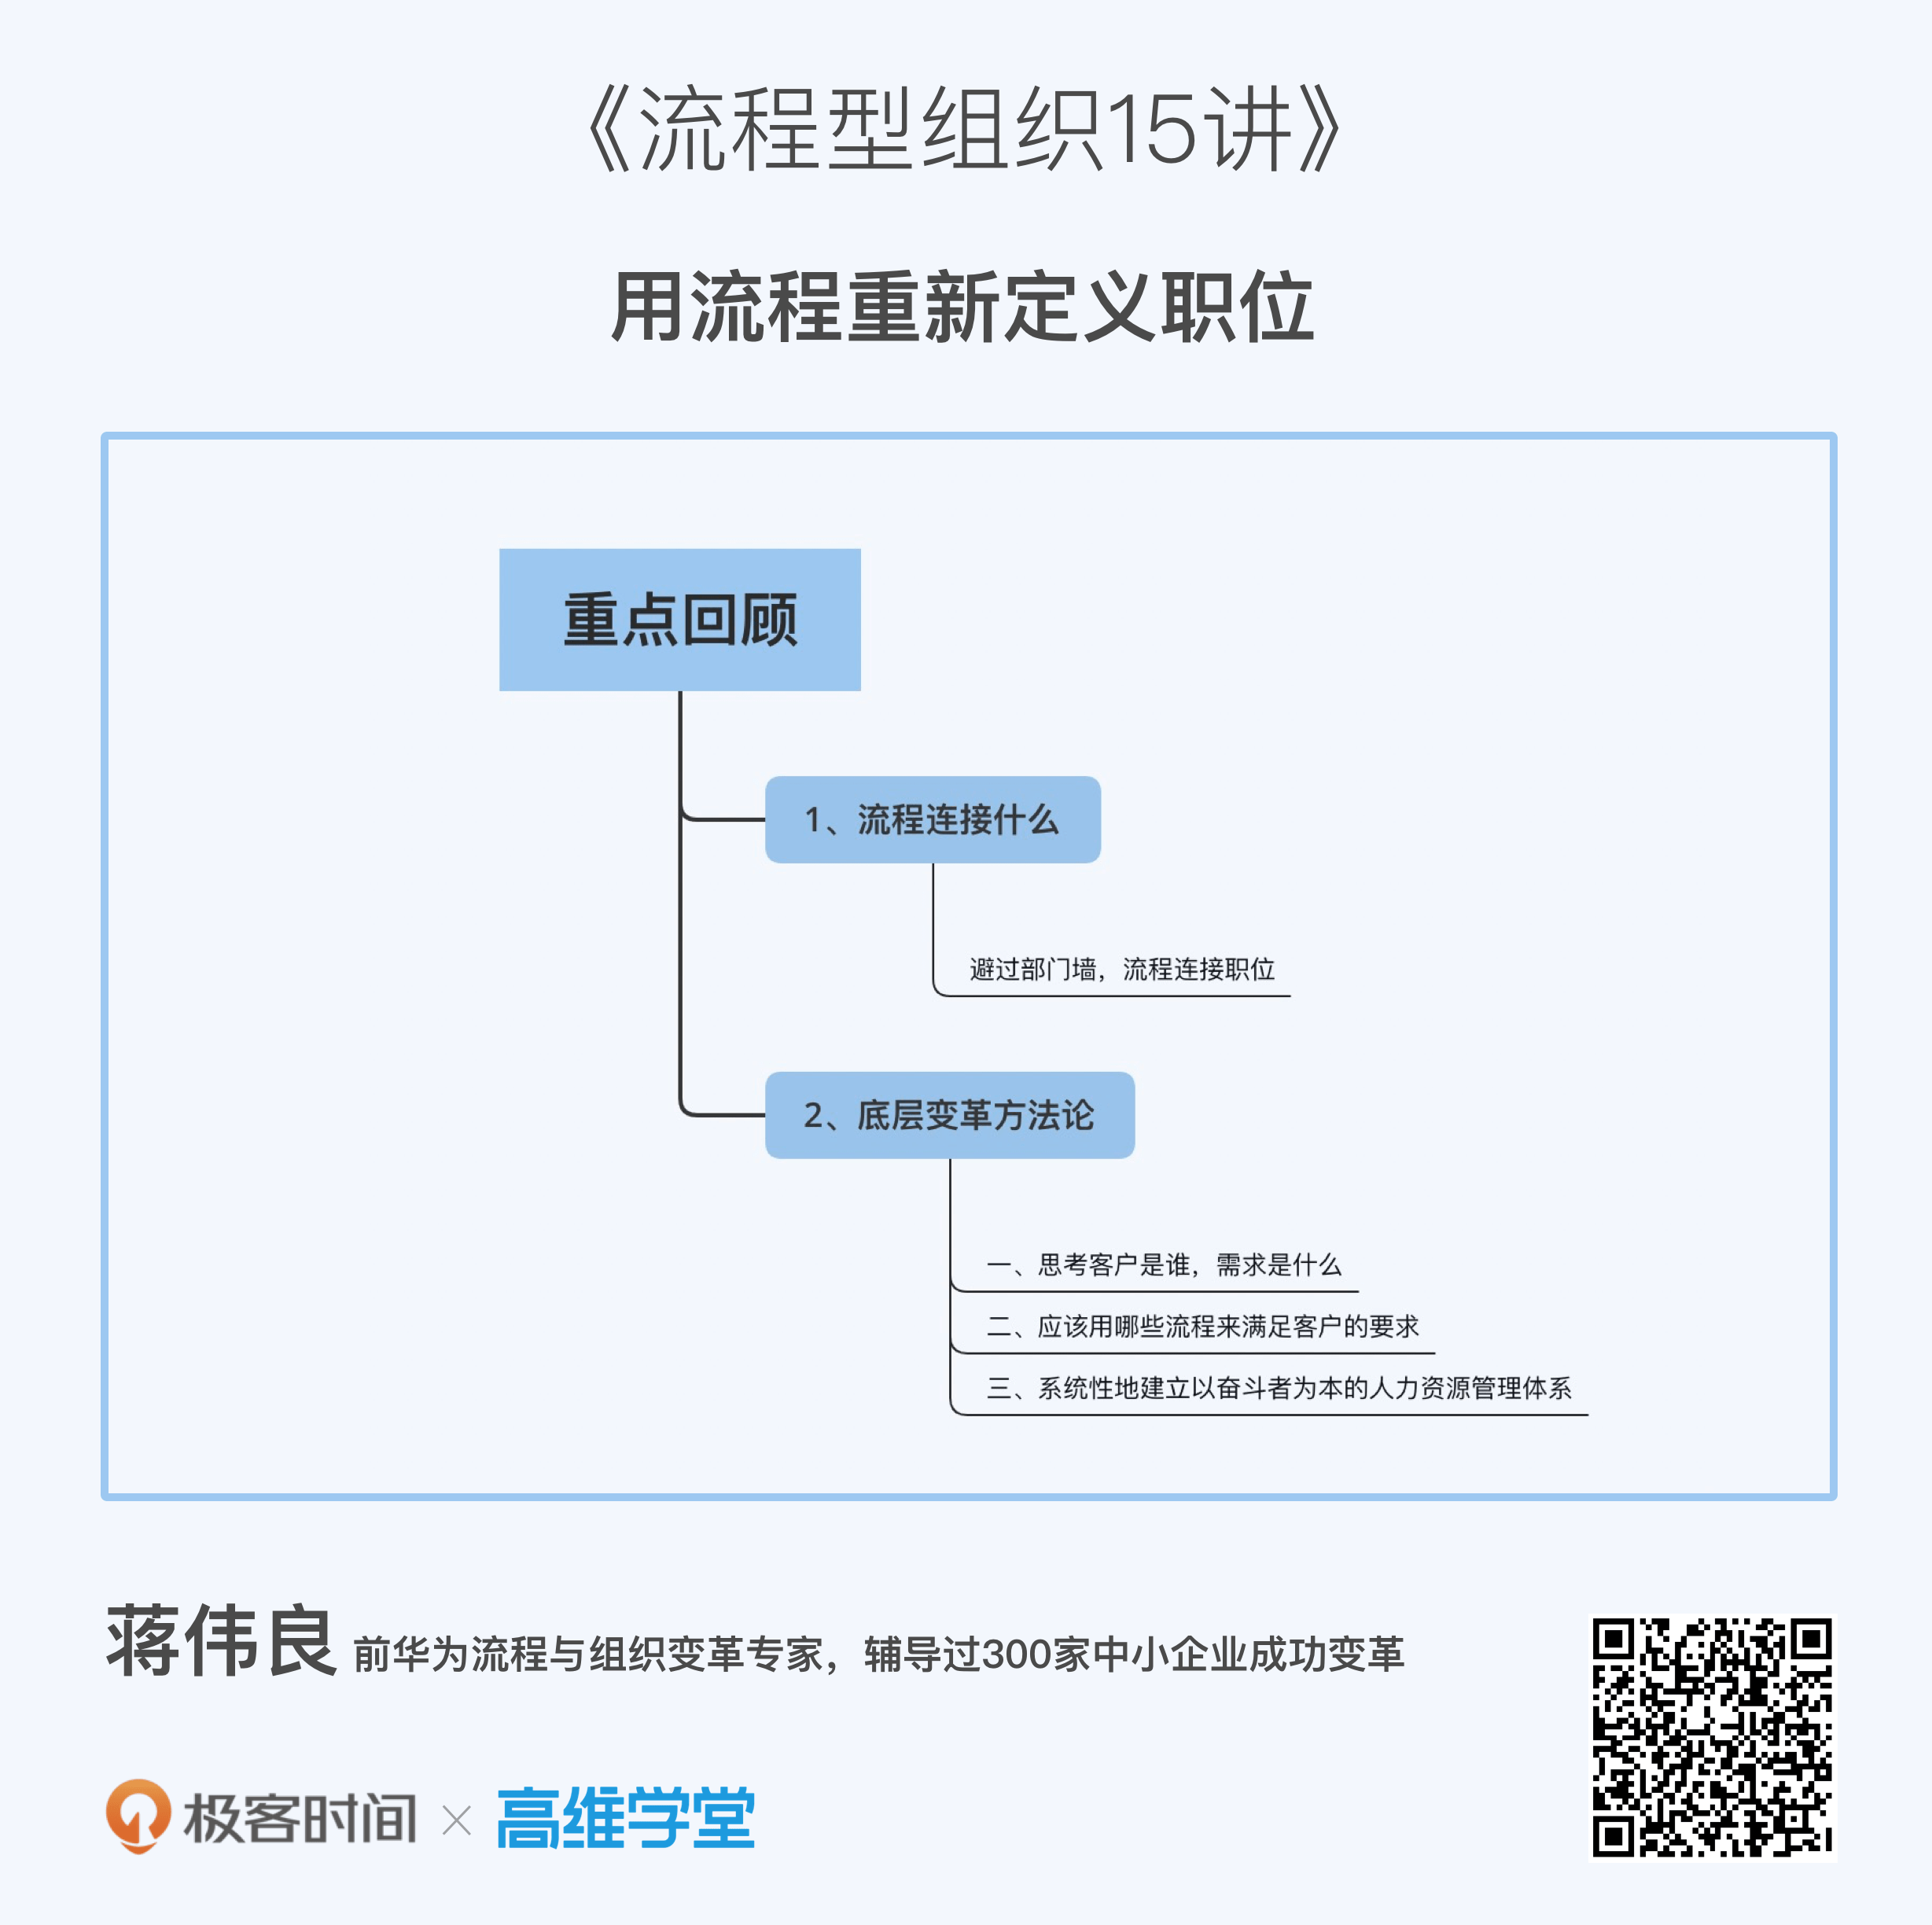 《流程型组织15讲》
用流程重新定义职位
重点回顾
1、流程连接什么
避过部门墙，流程连接职位
2、底层变革方法论
一、思考客户是谁，需求是什么
二、应该用哪些流程来满足客户的要求
三、系统性地建立以奋斗者为本的人力资源管理体系
蒋伟良 前华为流程与组织变革专家，辅导过300家中小企业成功变革
极客时间 × 高维学堂